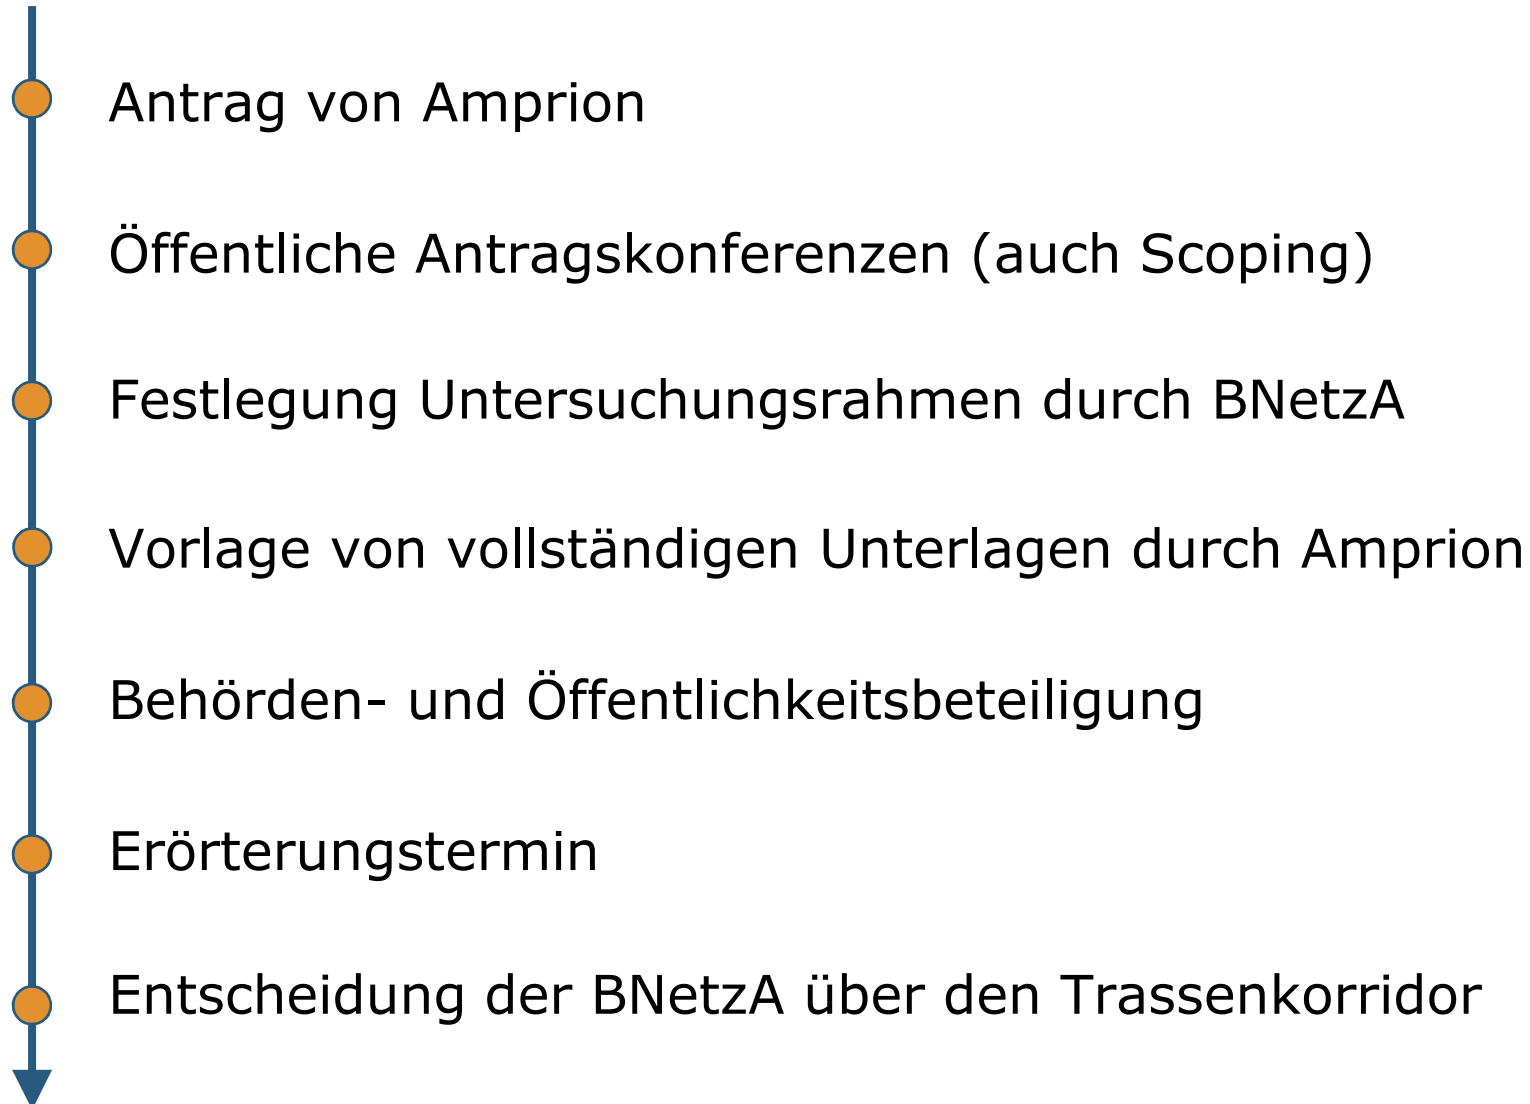 Antrag von Amprion
Öffentliche Antragskonferenzen (auch Scoping)
Festlegung Untersuchungsrahmen durch BNetzA
Vorlage von vollständigen Unterlagen durch Amprion
Behörden- und Öffentlichkeitsbeteiligung
Erörterungstermin
Entscheidung der BNetzA über den Trassenkorridor